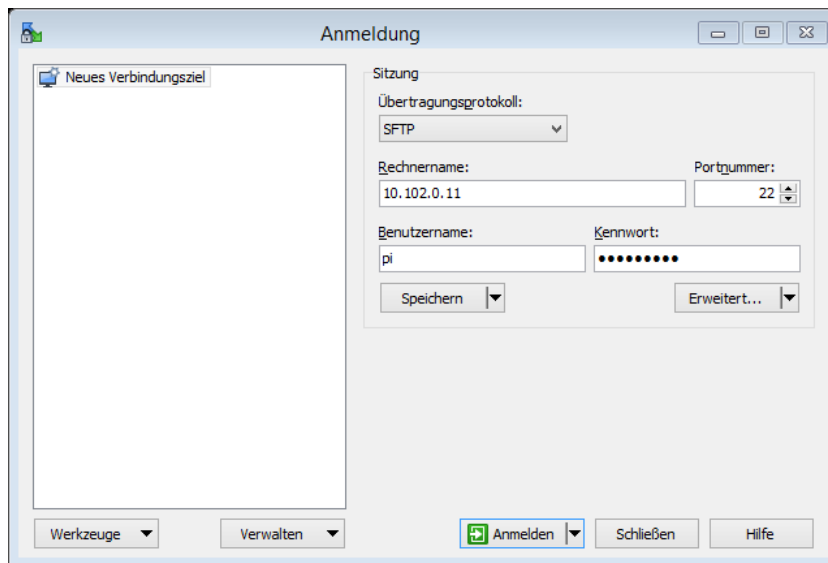 Anmeldung
Neues Verbindungsziel
Sitzung
Übertragungsprotokoll:
SFTP
Rechnername:
Portnummer:
10.102.0.11
22
Benutzername:
Kennwort:
pi
•••••••••
Speichern
Erweitert...
Werkzeuge
Verwalten
Anmelden
Schließen
Hilfe